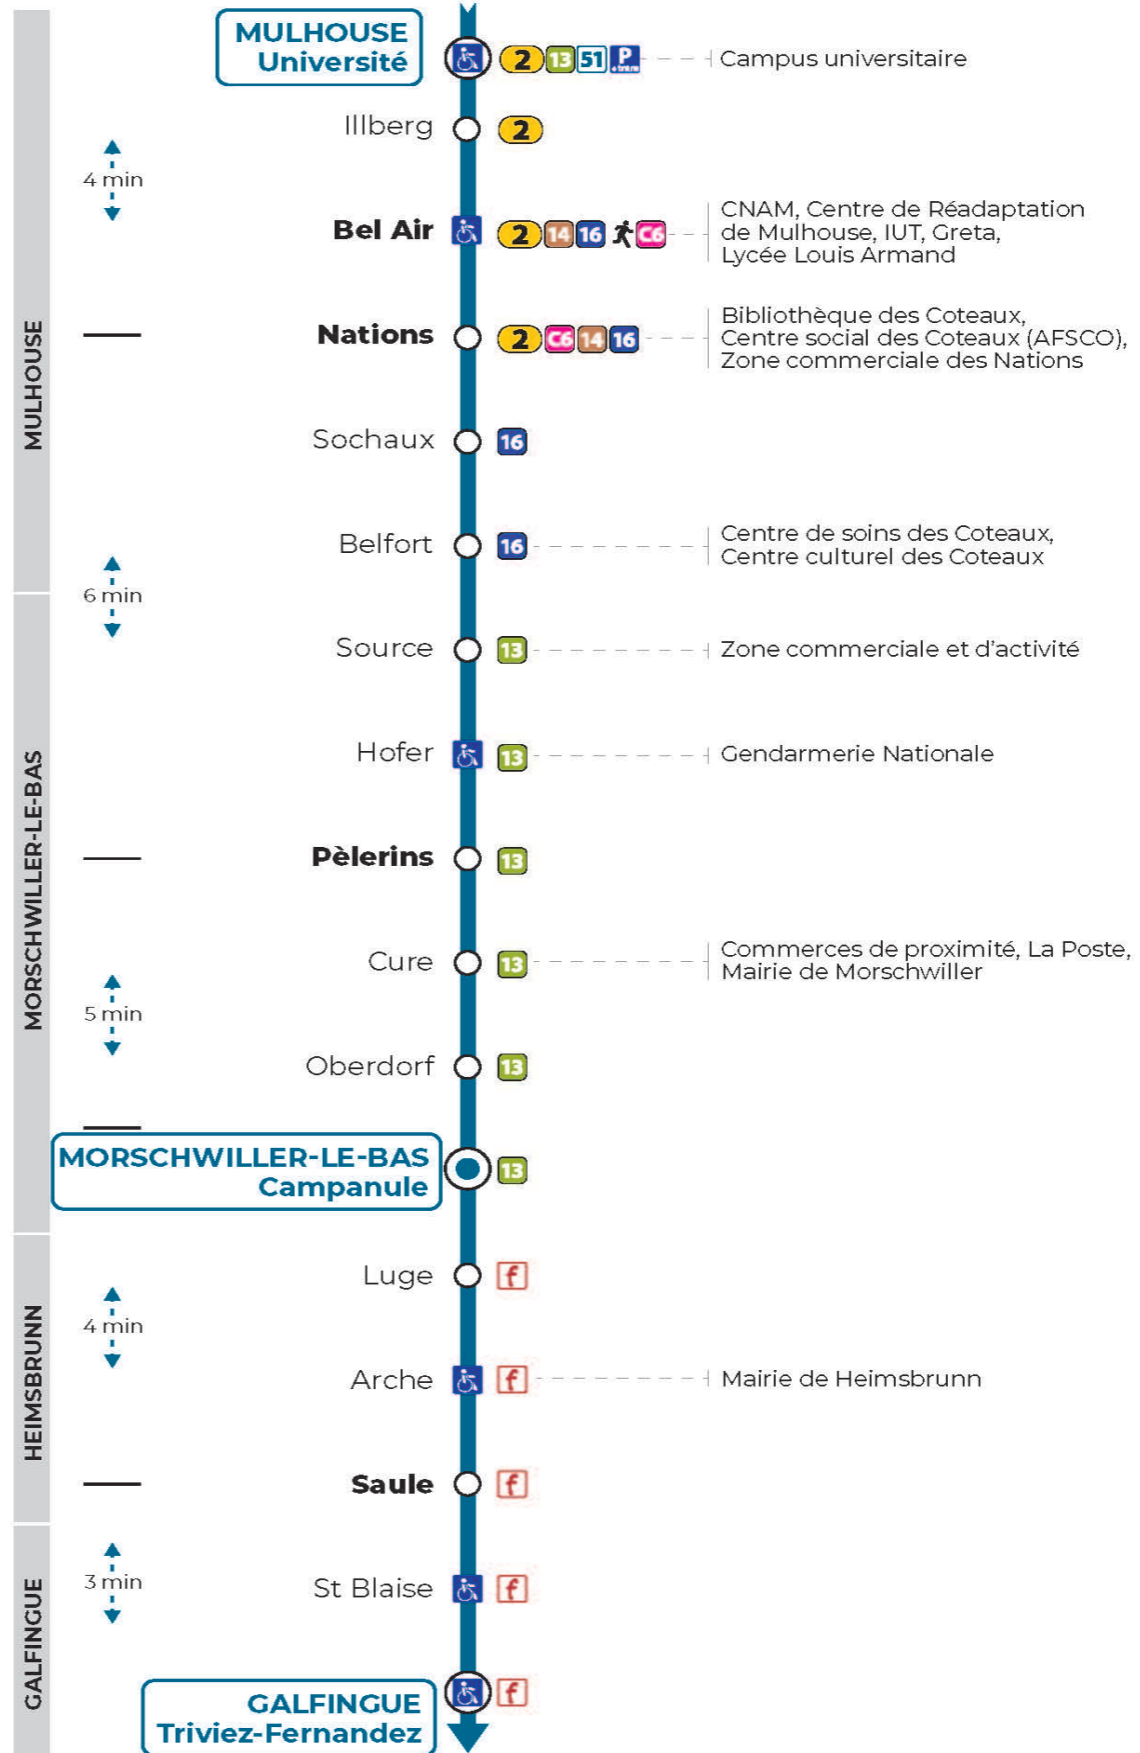 MULHOUSE
Université
2 13 51 P
Campus universitaire
Illberg
2
4 min
Bel Air
2 14 16 C6
CNAM, Centre de Réadaptation
de Mulhouse, IUT, Greta,
Lycée Louis Armand
MULHOUSE
Nations
2 C6 14 16
Bibliothèque des Coteaux,
Centre social des Coteaux (AFSCO),
Zone commerciale des Nations
Sochaux
16
Belfort
16
Centre de soins des Coteaux,
Centre culturel des Coteaux
6 min
Source
13
Zone commerciale et d'activité
MORSCHWILLER-LE-BAS
Hofer
13
Gendarmerie Nationale
Pèlerins
13
Cure
13
Commerces de proximité, La Poste,
Mairie de Morschwiller
5 min
Oberdorf
13
MORSCHWILLER-LE-BAS
Campanule
13
HEIMSBRUNN
Luge
f
4 min
Arche
f
Mairie de Heimsbrunn
Saule
f
GALFINGUE
3 min
St Blaise
f
GALFINGUE
Triviez-Fernandez
f